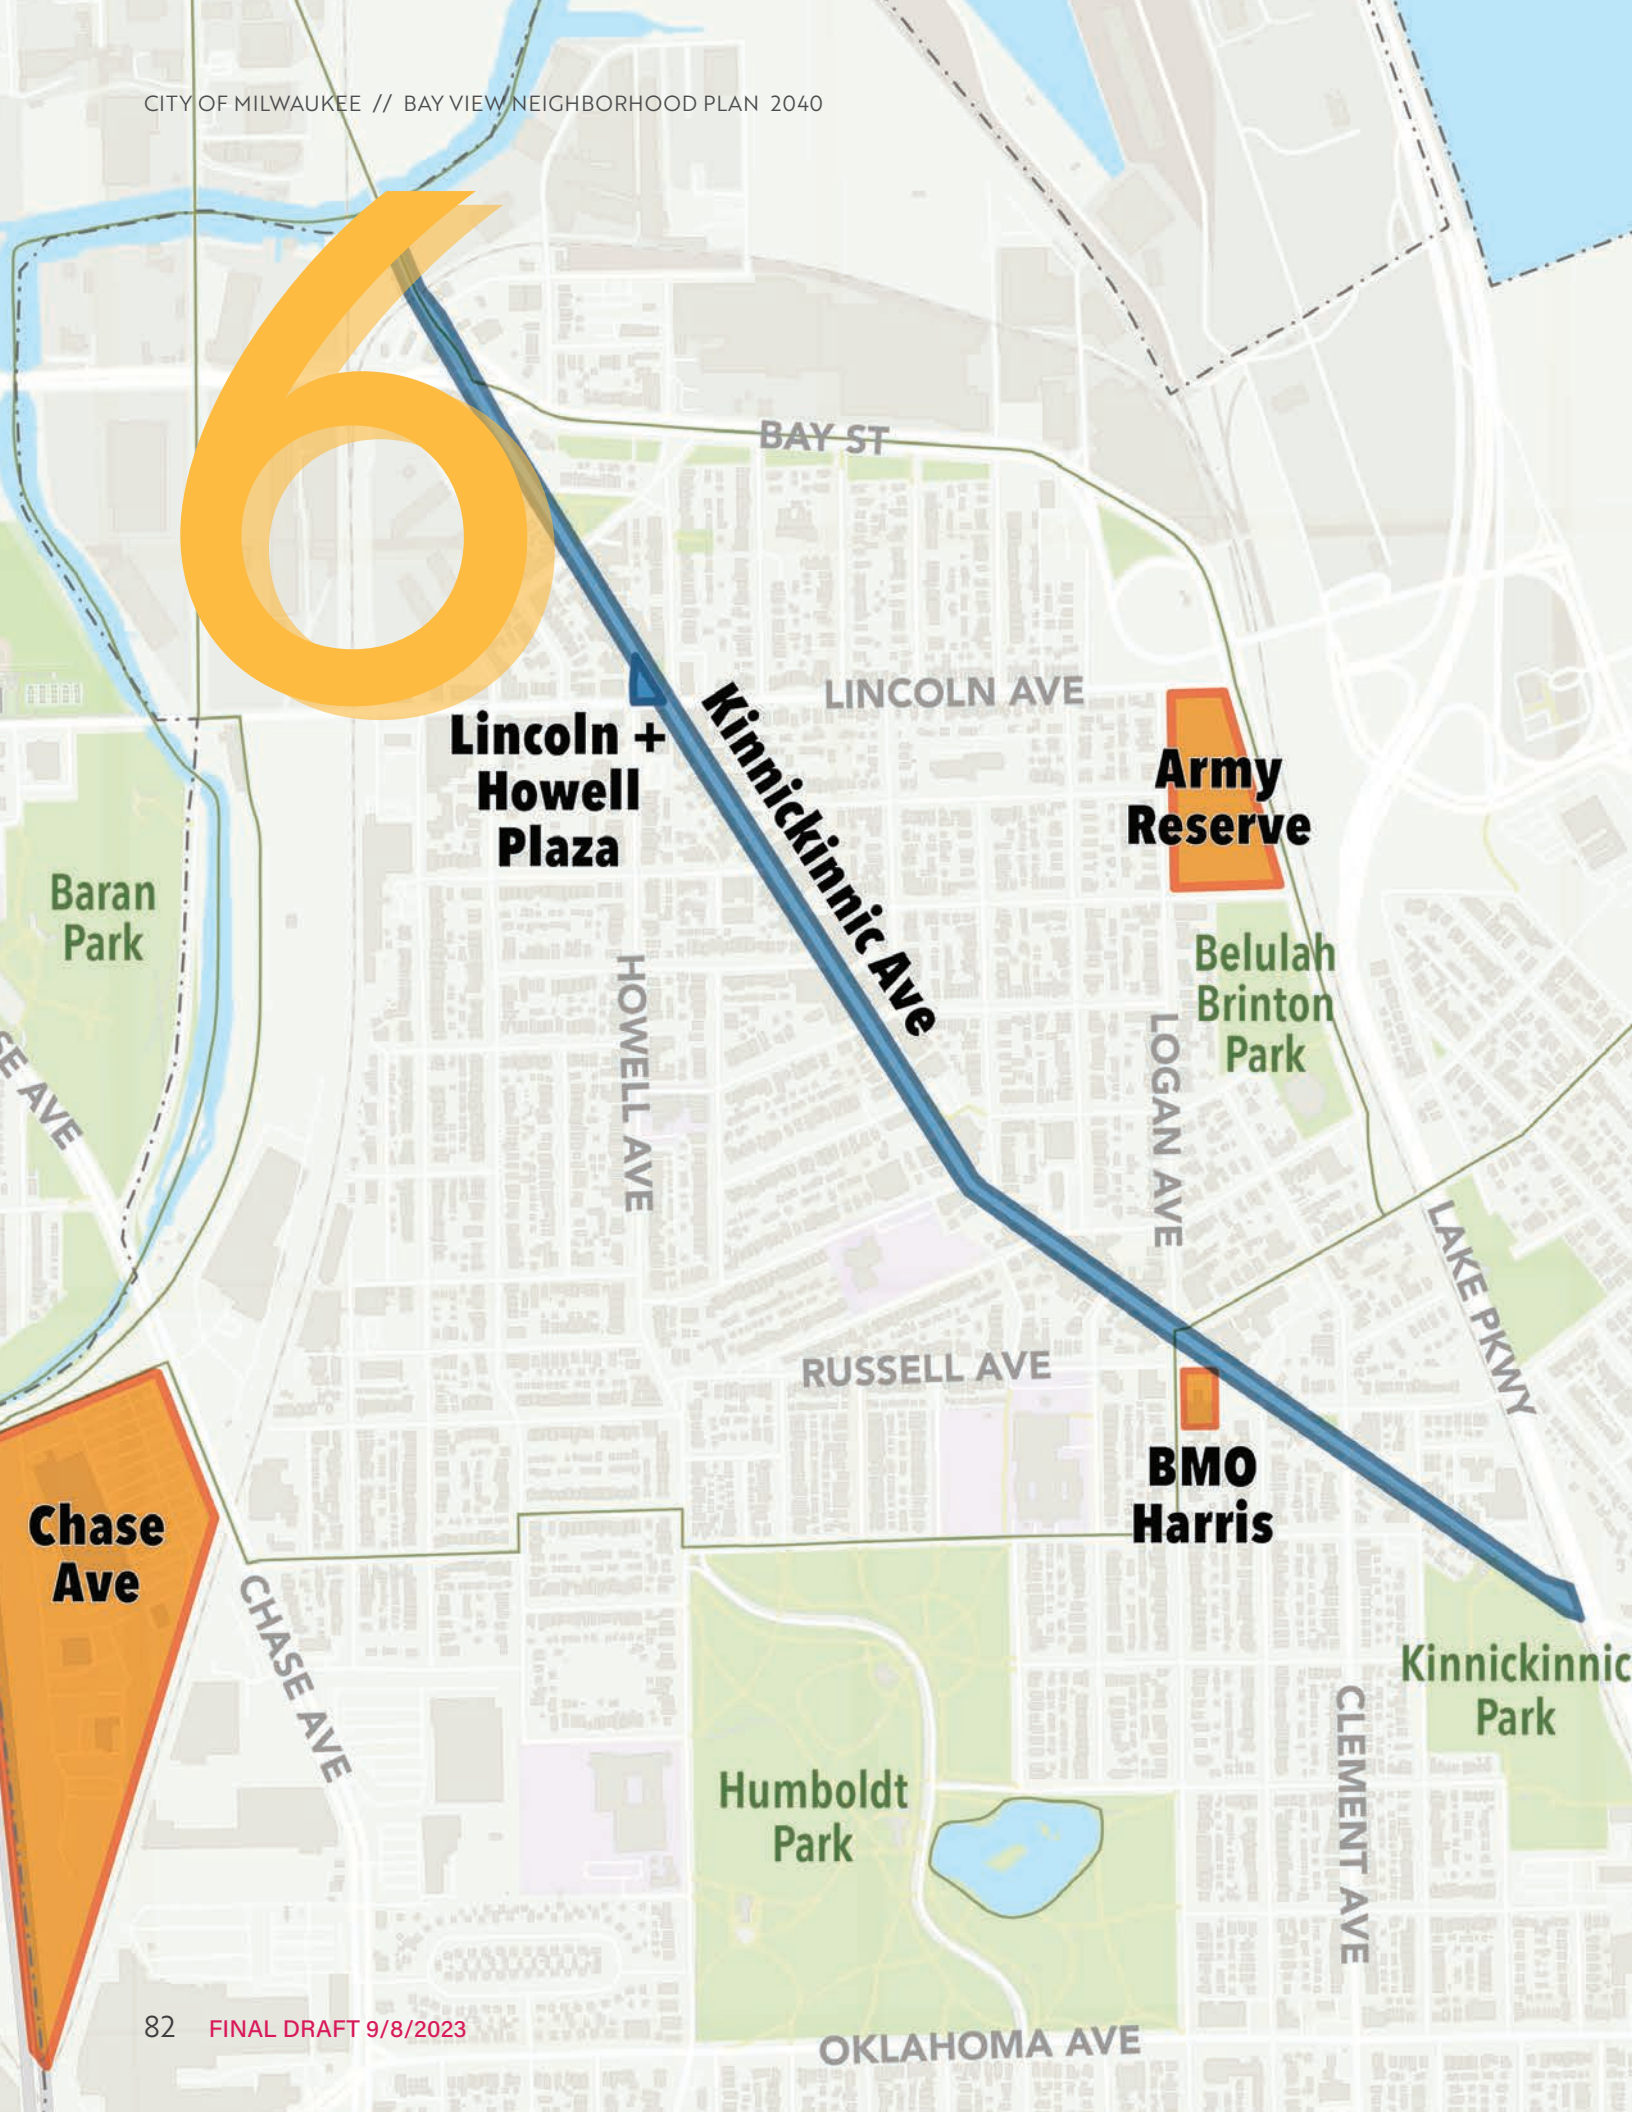 CITY OF MILWAUKEE // BAY VIEW NEIGHBORHOOD PLAN 2040
6
BAY ST
LINCOLN AVE
Lincoln +
Howell
Plaza
Kinnickinnic Ave
Army
Reserve
Baran
Park
Belulah
Brinton
Park
HOWELL AVE
LOGAN AVE
SE AVE
LAKE PKWY
RUSSELL AVE
BMO
Harris
Chase
Ave
CHASE AVE
Kinnickinnic
Park
CLEMENT AVE
Humboldt
Park
OKLAHOMA AVE
82 FINAL DRAFT 9/8/2023